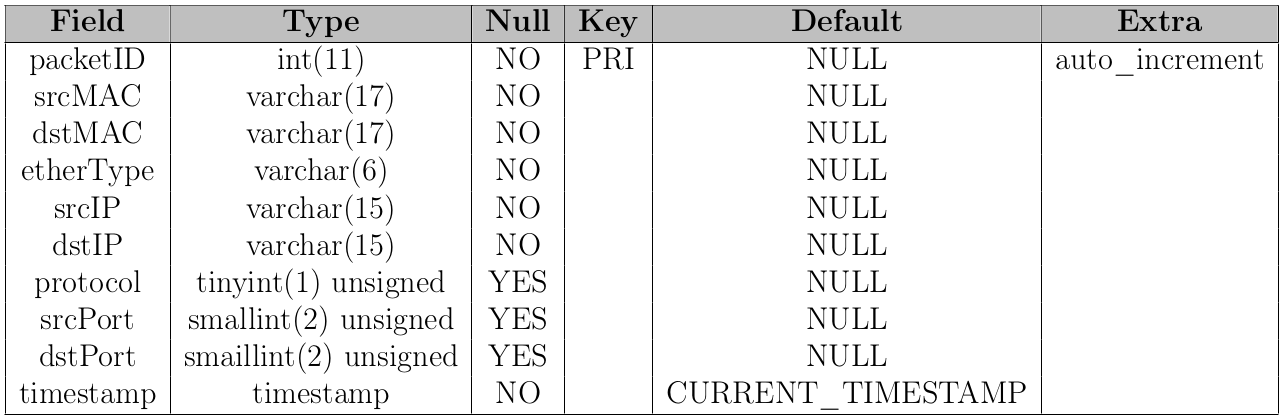 Field Type Null Key Default Extra
packetID int(11) NO PRI NULL auto_increment
srcMAC varchar(17) NO NULL
dstMAC varchar(17) NO NULL
etherType varchar(6) NO NULL
srcIP varchar(15) NO NULL
dstIP varchar(15) NO NULL
protocol tinyint(1) unsigned YES NULL
srcPort smallint(2) unsigned YES NULL
dstPort smaillint(2) unsigned YES NULL
timestamp timestamp NO CURRENT_TIMESTAMP